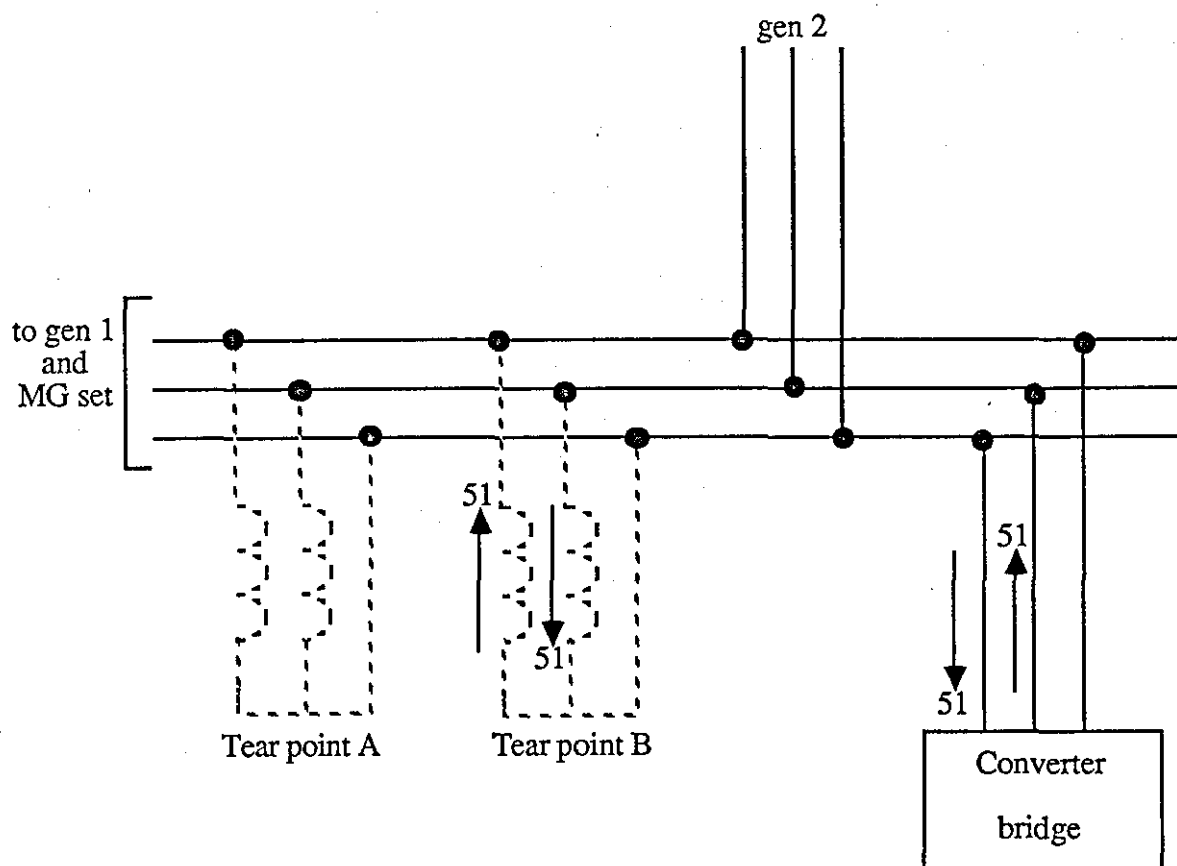 gen 2
to gen 1
and
MG set
51
51
51
51
Tear point A
Tear point B
Converter
bridge